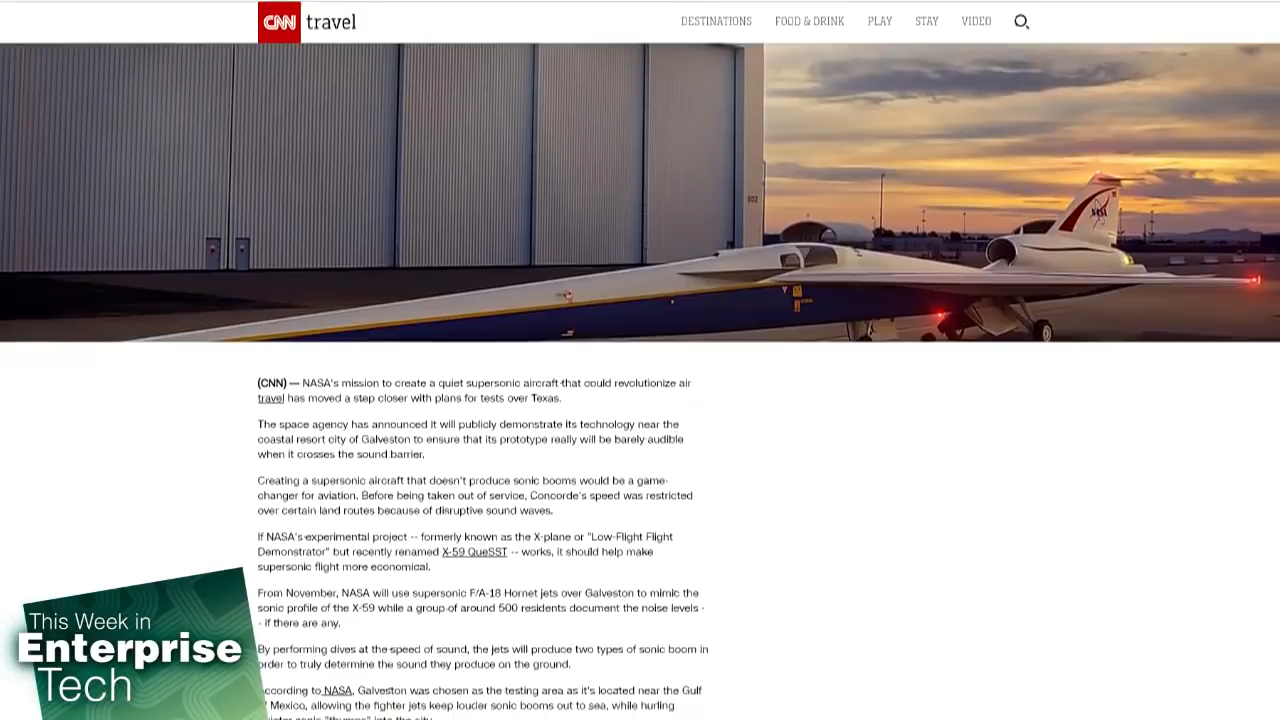 CNN travel DESTINATIONS FOOD & DRINK PLAY STAY VIDEO
NASA
(CNN) — NASA's mission to create a quiet supersonic aircraft that could revolutionize air
travel has moved a step closer with plans for tests over Texas.
The space agency has announced it will publicly demonstrate its technology near the
coastal resort city of Galveston to ensure that its prototype really will be barely audible
when it crosses the sound barrier.
Creating a supersonic aircraft that doesn't produce sonic booms would be a game-
changer for aviation. Before being taken out of service, Concorde's speed was restricted
over certain land routes because of disruptive sound waves.
If NASA's experimental project -- formerly known as the X-plane or "Low-Flight Flight
Demonstrator" but recently renamed X-59 QueSST -- works, it should help make
supersonic flight more economical.
From November, NASA will use supersonic F/A-18 Hornet jets over Galveston to mimic the
sonic profile of the X-59 while a group of around 500 residents document the noise levels -
- if there are any.
By performing dives at the speed of sound, the jets will produce two types of sonic boom in
order to truly determine the sound they produce on the ground.
ccording to NASA, Galveston was chosen as the testing area as it's located near the Gulf
Mexico, allowing the fighter jets keep louder sonic booms out to sea, while hurling
This Week in
Enterprise
Tech